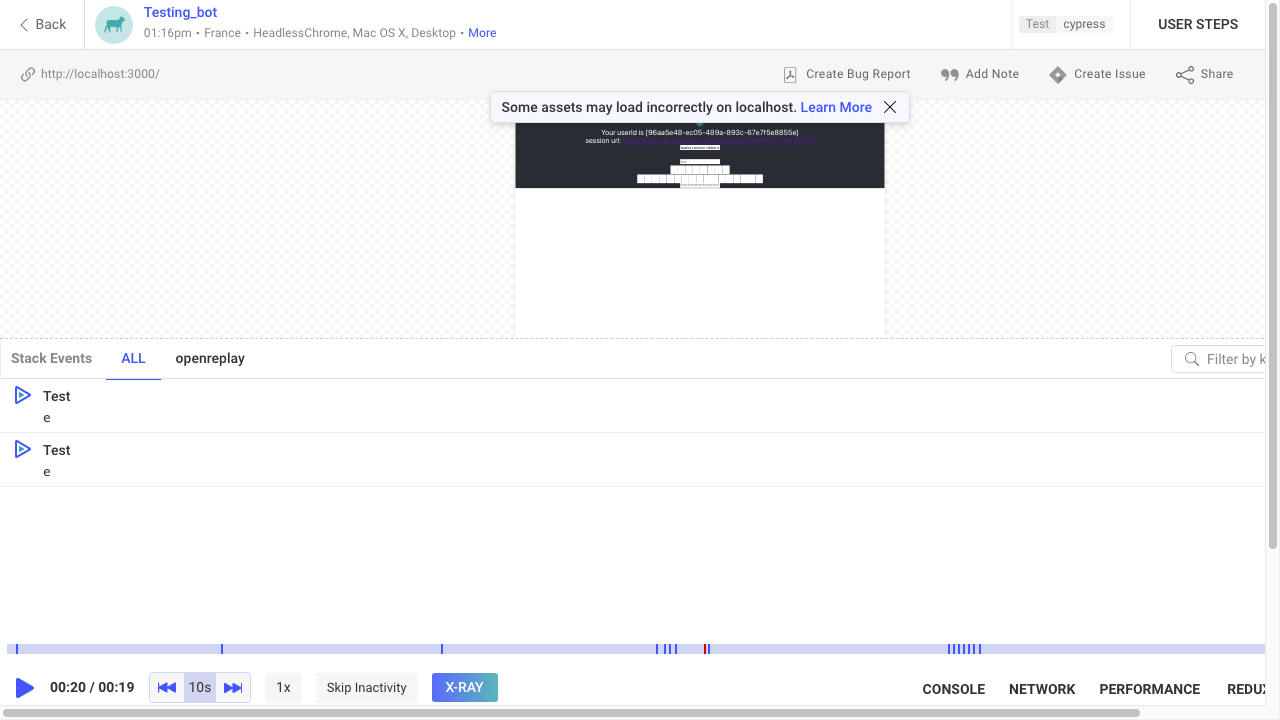 Back
Testing_bot
01:16pm • France • HeadlessChrome, Mac OS X, Desktop • More
Test cypress
USER STEPS
http://localhost:3000/
Create Bug Report
Add Note
Create Issue
Share
Some assets may load incorrectly on localhost. Learn More
Your userId is [96aa5e48-ec05-489a-893c-67e7f5e8855e]
session url:
Stack Events
ALL
openreplay
Filter by k
Test
e
Test
e
00:20 / 00:19
10s
1x
Skip Inactivity
X-RAY
CONSOLE
NETWORK
PERFORMANCE
REDUX